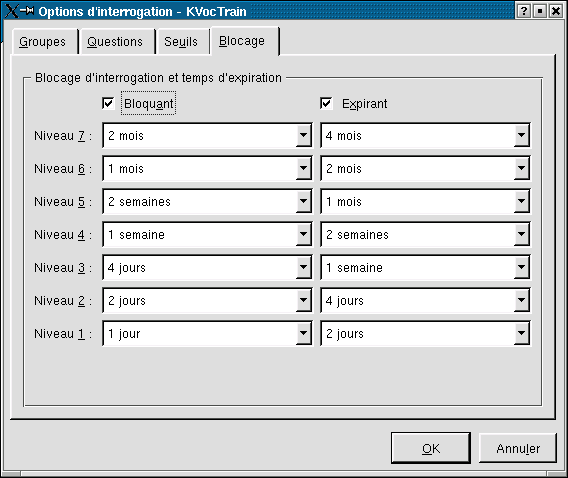 Options d'interrogation - KVocTrain
Groupes Questions Seuils Blocage
Blocage d'interrogation et temps d'expiration
Bloquant Expirant
Niveau 7 : 2 mois 4 mois
Niveau 6 : 1 mois 2 mois
Niveau 5 : 2 semaines 1 mois
Niveau 4 : 1 semaine 2 semaines
Niveau 3 : 4 jours 1 semaine
Niveau 2 : 2 jours 4 jours
Niveau 1 : 1 jour 2 jours
OK Annuler